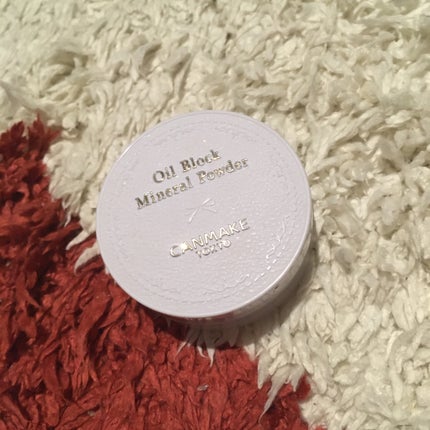 Oil Block
Mineral Powder
CANMAKE
TOKYO